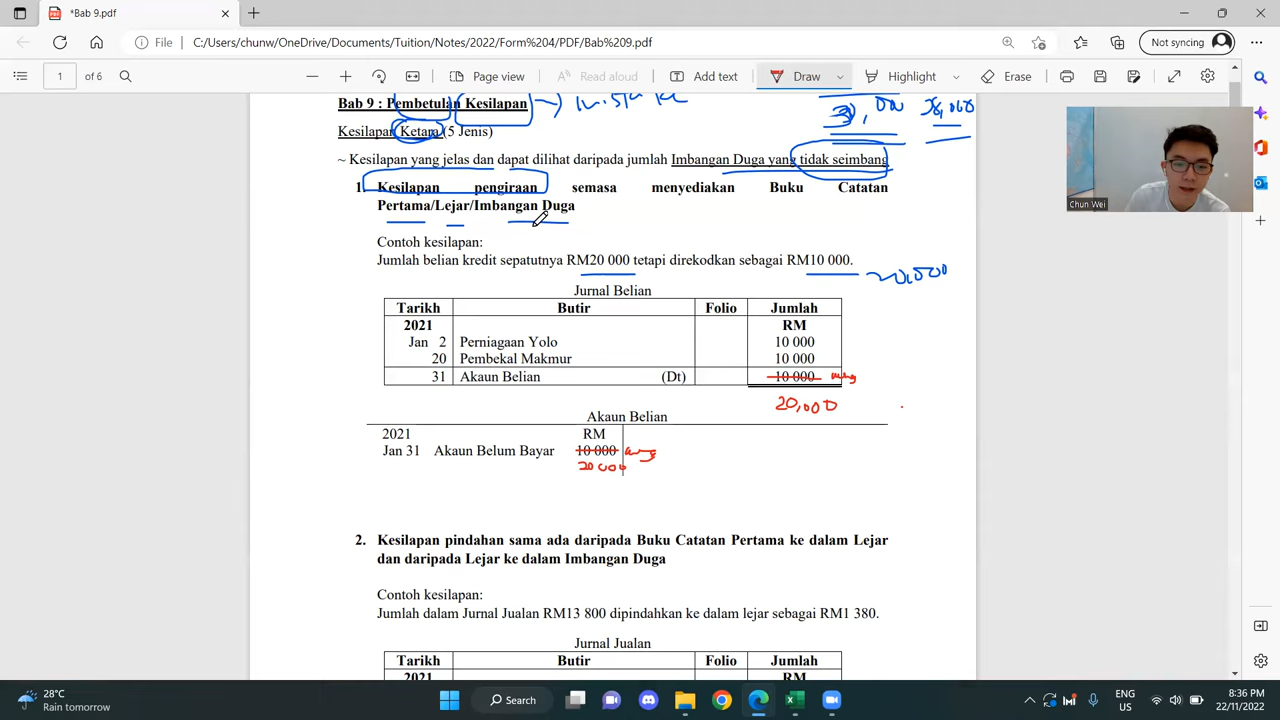 *Bab 9.pdf
File C:/Users/chunw/OneDrive/Documents/Tuition/Notes/2022/Form%204/PDF/Bab%209.pdf
Not syncing
1 of 6
Page view
Read aloud
Add text
Draw
Highlight
Erase
Bab 9 : Pembetulan Kesilapan
Kesilapan Ketara (5 Jenis)
~ Kesilapan yang jelas dan dapat dilihat daripada jumlah Imbangan Duga yang tidak seimbang
1. Kesilapan pengiraan semasa menyediakan Buku Catatan
Pertama/Lejar/Imbangan Duga
Contoh kesilapan:
Jumlah belian kredit sepatutnya RM20 000 tetapi direkodkan sebagai RM10 000.
Jurnal Belian
Tarikh Butir Folio Jumlah
2021 RM
Jan 2 Perniagaan Yolo 10 000
20 Pembekal Makmur 10 000
31 Akaun Belian (Dt) 10 000
20,000
Akaun Belian
2021 RM
Jan 31 Akaun Belum Bayar 10 000
20 000
2. Kesilapan pindahan sama ada daripada Buku Catatan Pertama ke dalam Lejar
dan daripada Lejar ke dalam Imbangan Duga
Contoh kesilapan:
Jumlah dalam Jurnal Jualan RM13 800 dipindahkan ke dalam lejar sebagai RM1 380.
Jurnal Jualan
Tarikh Butir Folio Jumlah
RM
Chun Wei
28°C
Rain tomorrow
Search
ENG
US
8:36 PM
22/11/2022